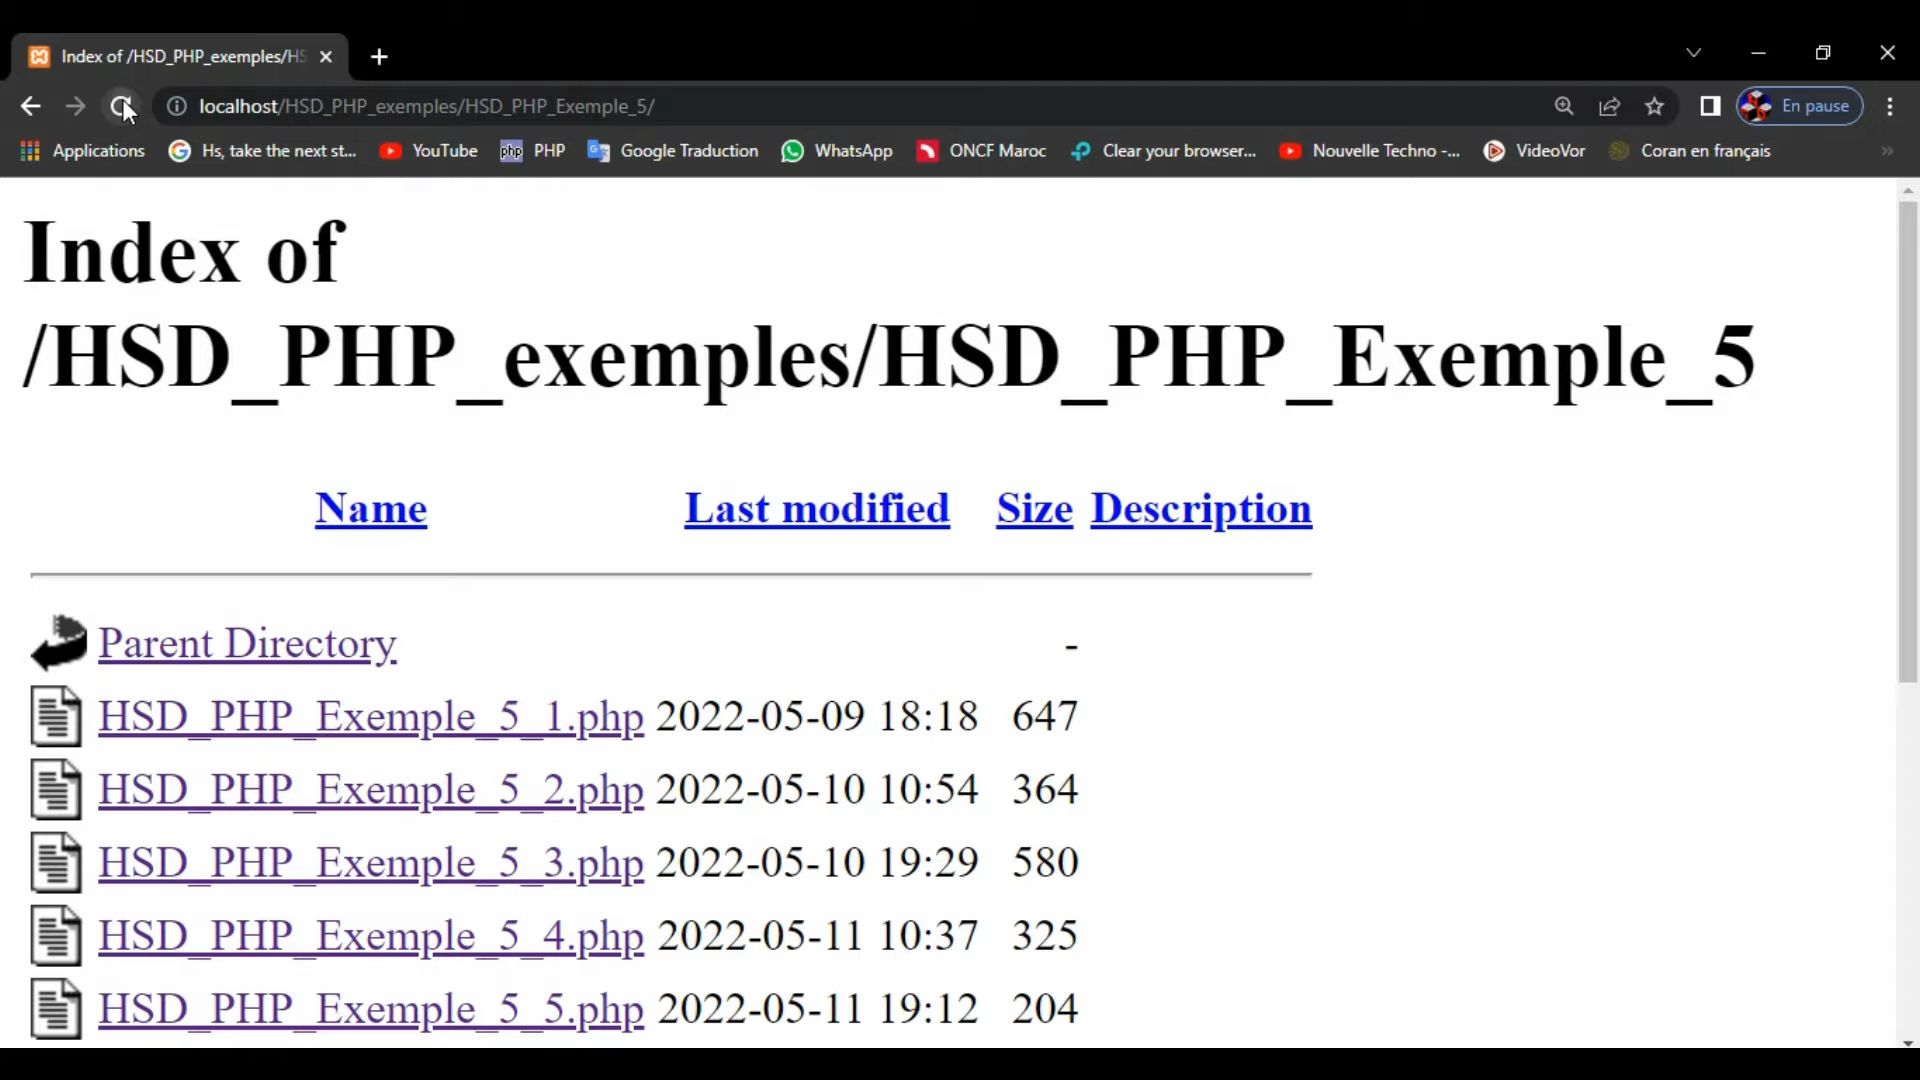 Index of /HSD_PHP_exemples/HS
localhost/HSD_PHP_exemples/HSD_PHP_Exemple_5/
En pause
Applications Hs, take the next st... YouTube php PHP Google Traduction WhatsApp ONCF Maroc Clear your browser... Nouvelle Techno -... VideoVor Coran en français »
Index of
/HSD_PHP_exemples/HSD_PHP_Exemple_5
Name Last modified Size Description
Parent Directory -
HSD_PHP_Exemple_5_1.php 2022-05-09 18:18 647
HSD_PHP_Exemple_5_2.php 2022-05-10 10:54 364
HSD_PHP_Exemple_5_3.php 2022-05-10 19:29 580
HSD_PHP_Exemple_5_4.php 2022-05-11 10:37 325
HSD_PHP_Exemple_5_5.php 2022-05-11 19:12 204